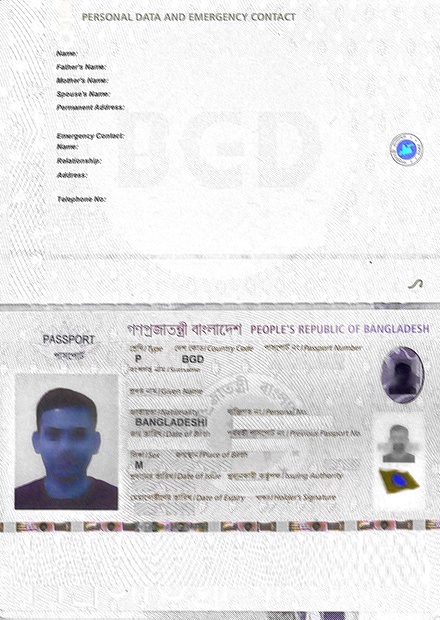 PERSONAL DATA AND EMERGENCY CONTACT
Name:
Father's Name:
Mother's Name:
Spouse's Name:
Permanent Address:
Emergency Contact:
Name:
Relationship:
Address:
Telephone No:
BGD
গণপ্রজাতন্ত্রী বাংলাদেশ PEOPLE'S REPUBLIC OF BANGLADESH
PASSPORT
পাসপোর্ট
শ্রেণি/Type দেশ কোড/Country Code পাসপোর্ট নং/Passport Number
P BGD
বংশগত নাম/Surname
প্রদত্ত নাম/Given Name
জাতীয়তা/Nationality ব্যক্তিগত নং/Personal No.
BANGLADESHI
জন্ম তারিখ/Date of Birth পূর্ববর্তী পাসপোর্ট নং/Previous Passport No.
লিঙ্গ/Sex জন্মস্থান/Place of Birth
M
প্রদানের তারিখ/Date of Issue প্রদানকারী কর্তৃপক্ষ/Issuing Authority
মেয়াদোত্তীর্ণের তারিখ/Date of Expiry স্বাক্ষর/Holder's Signature